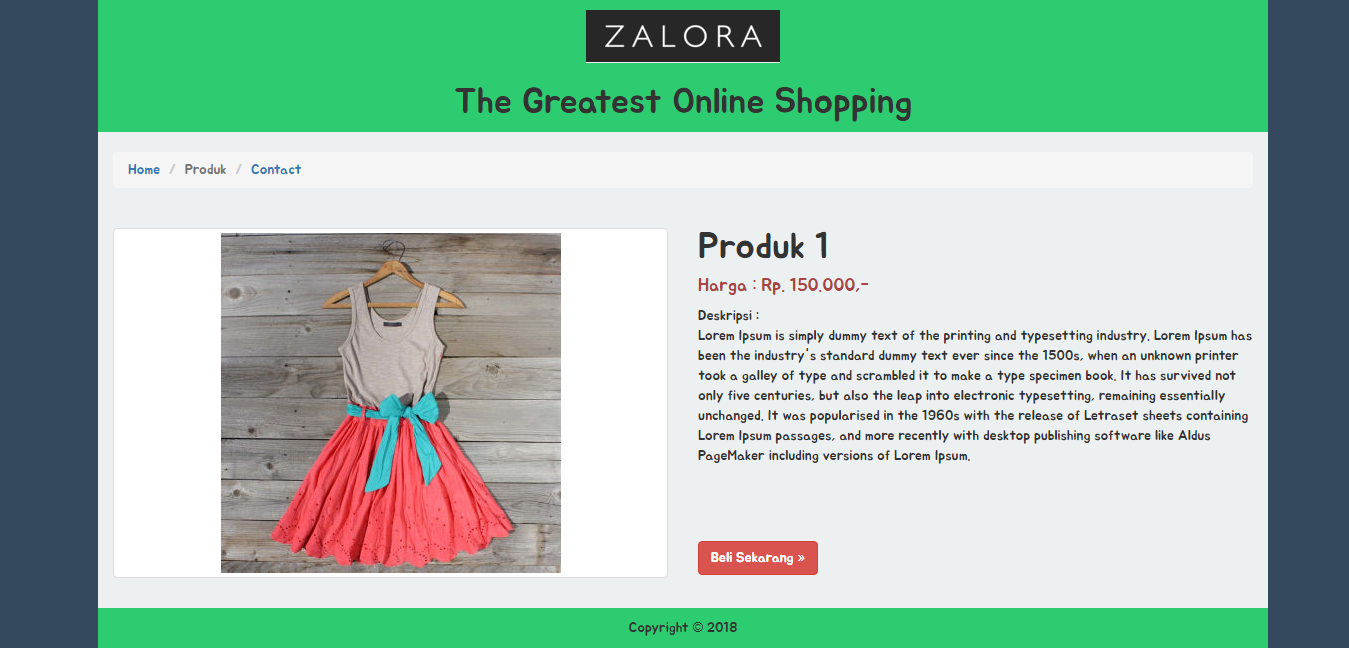 ZALORA
The Greatest Online Shopping
Home / Produk / Contact
Produk 1
Harga : Rp. 150.000,-
Deskripsi :
Lorem Ipsum is simply dummy text of the printing and typesetting industry. Lorem Ipsum has
been the industry's standard dummy text ever since the 1500s, when an unknown printer
took a galley of type and scrambled it to make a type specimen book. It has survived not
only five centuries, but also the leap into electronic typesetting, remaining essentially
unchanged. It was popularised in the 1960s with the release of Letraset sheets containing
Lorem Ipsum passages, and more recently with desktop publishing software like Aldus
PageMaker including versions of Lorem Ipsum.
Beli Sekarang »
Copyright © 2018